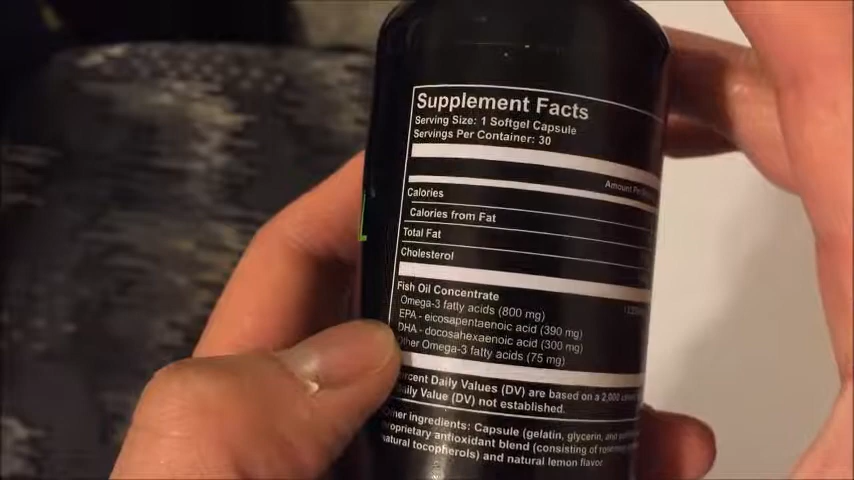 Supplement Facts
Serving Size: 1 Softgel Capsule
Servings Per Container: 30
Amount Per
Calories
Calories from Fat
Total Fat
Cholesterol
Fish Oil Concentrate
Omega-3 fatty acids (800 mg)
EPA - eicosapentaenoic acid (390 mg)
DHA - docosahexaenoic acid (300 mg)
Other Omega-3 fatty acids (75 mg)
Daily Values (DV) are based on a 2,000
Daily Value (DV) not established.
Other ingredients: Capsule (gelatin, glycerin, and
proprietary antioxidant blend (consisting of
natural tocopherols) and natural lemon flavor